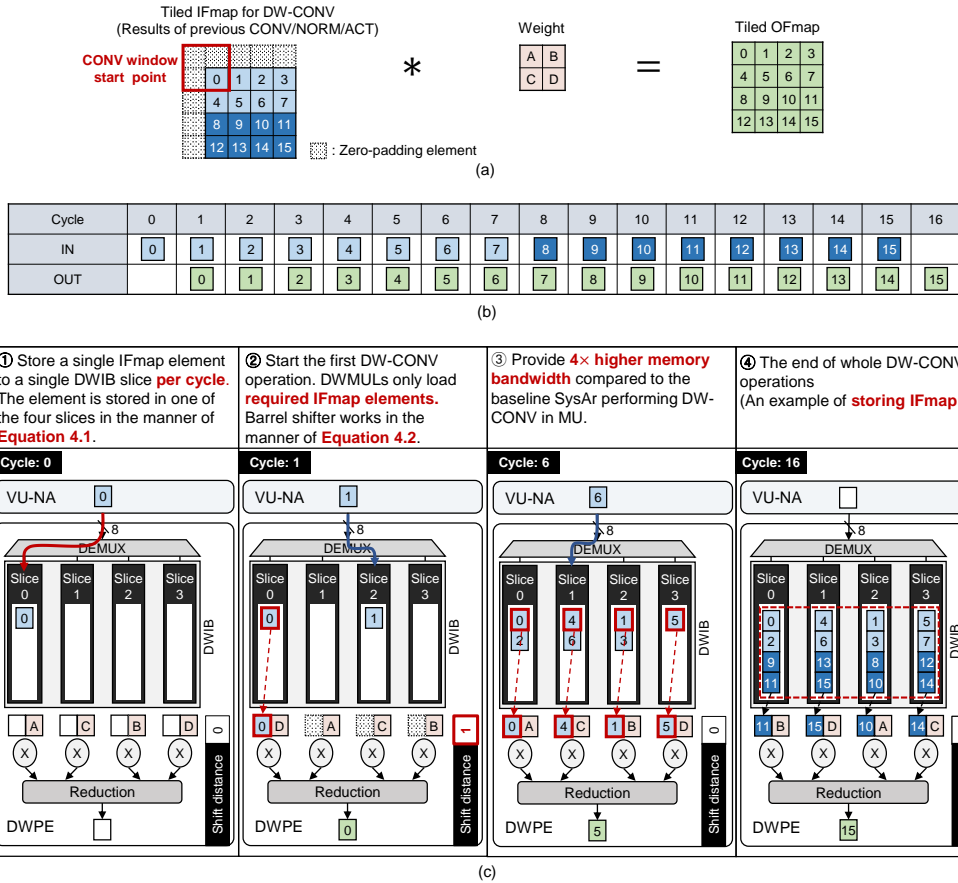 Tiled IFmap for DW-CONV
(Results of previous CONV/NORM/ACT)
Weight
Tiled OFmap
CONV window
start point
0 1 2 3
4 5 6 7
8 9 10 11
12 13 14 15
*
A B
C D
=
0 1 2 3
4 5 6 7
8 9 10 11
12 13 14 15
: Zero-padding element
(a)
Cycle 0 1 2 3 4 5 6 7 8 9 10 11 12 13 14 15 16
IN 0 1 2 3 4 5 6 7 8 9 10 11 12 13 14 15
OUT 0 1 2 3 4 5 6 7 8 9 10 11 12 13 14 15
(b)
① Store a single IFmap element
to a single DWIB slice per cycle.
The element is stored in one of
the four slices in the manner of
Equation 4.1.
Cycle: 0
VU-NA 0
8
DEMUX
Slice 0 Slice 1 Slice 2 Slice 3
0
DWIB
A C B D
0
X X X X
Shift distance
Reduction
DWPE
② Start the first DW-CONV
operation. DWMULs only load
required IFmap elements.
Barrel shifter works in the
manner of Equation 4.2.
Cycle: 1
VU-NA 1
8
DEMUX
Slice 0 Slice 1 Slice 2 Slice 3
0 1
DWIB
0 D A C B
1
X X X X
Shift distance
Reduction
DWPE 0
③ Provide 4× higher memory
bandwidth compared to the
baseline SysAr performing DW-
CONV in MU.
Cycle: 6
VU-NA 6
8
DEMUX
Slice 0 Slice 1 Slice 2 Slice 3
0 4 1 5
2 6 3
DWIB
0 A 4 C 1 B 5 D
0
X X X X
Shift distance
Reduction
DWPE 5
④ The end of whole DW-CONV
operations
(An example of storing IFmap
Cycle: 16
VU-NA
8
DEMUX
Slice 0 Slice 1 Slice 2 Slice 3
0 4 1 5
2 6 3 7
9 13 8 12
11 15 10 14
DWIB
11 B 15 D 10 A 14 C
X X X X
Reduction
DWPE 15
(c)